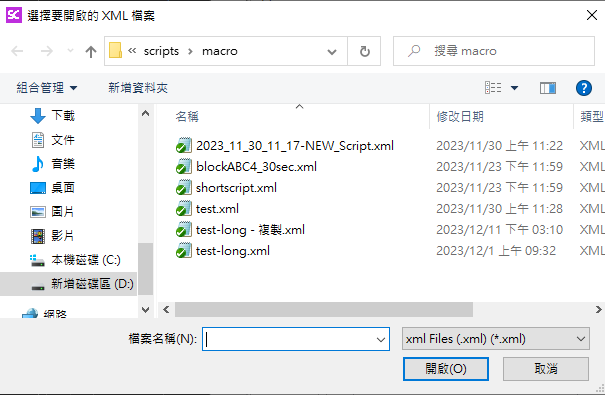 SC 選擇要開啟的 XML 檔案
« scripts › macro
搜尋 macro
組合管理 新增資料夾
名稱 修改日期 類型
下載
文件
音樂
桌面
圖片
影片
本機磁碟 (C:)
新增磁碟區 (D:)
網路
2023_11_30_11_17-NEW_Script.xml 2023/11/30 上午 11:22 XML
blockABC4_30sec.xml 2023/11/23 下午 11:59 XML
shortscript.xml 2023/11/23 下午 11:59 XML
test.xml 2023/11/30 上午 11:28 XML
test-long - 複製.xml 2023/12/11 下午 03:10 XML
test-long.xml 2023/12/1 上午 09:32 XML
檔案名稱(N): xml Files (.xml) (*.xml)
開啟(O) 取消